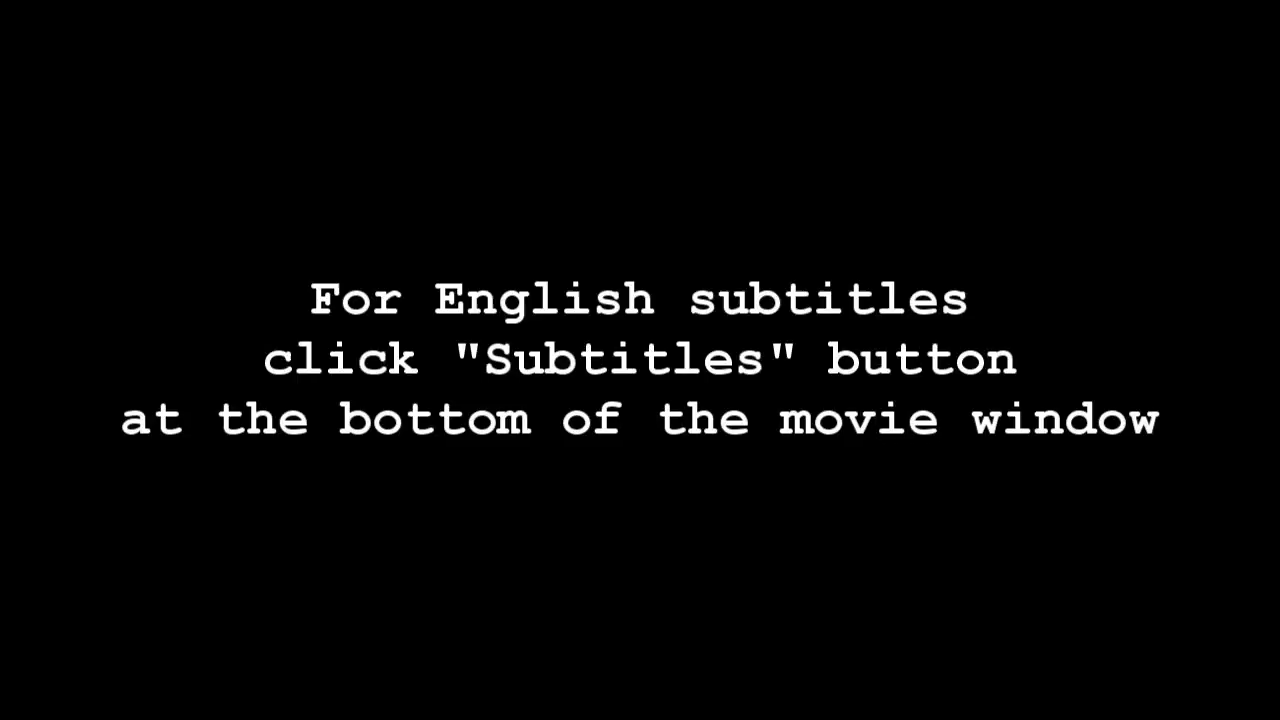 For English subtitles
click "Subtitles" button
at the bottom of the movie window